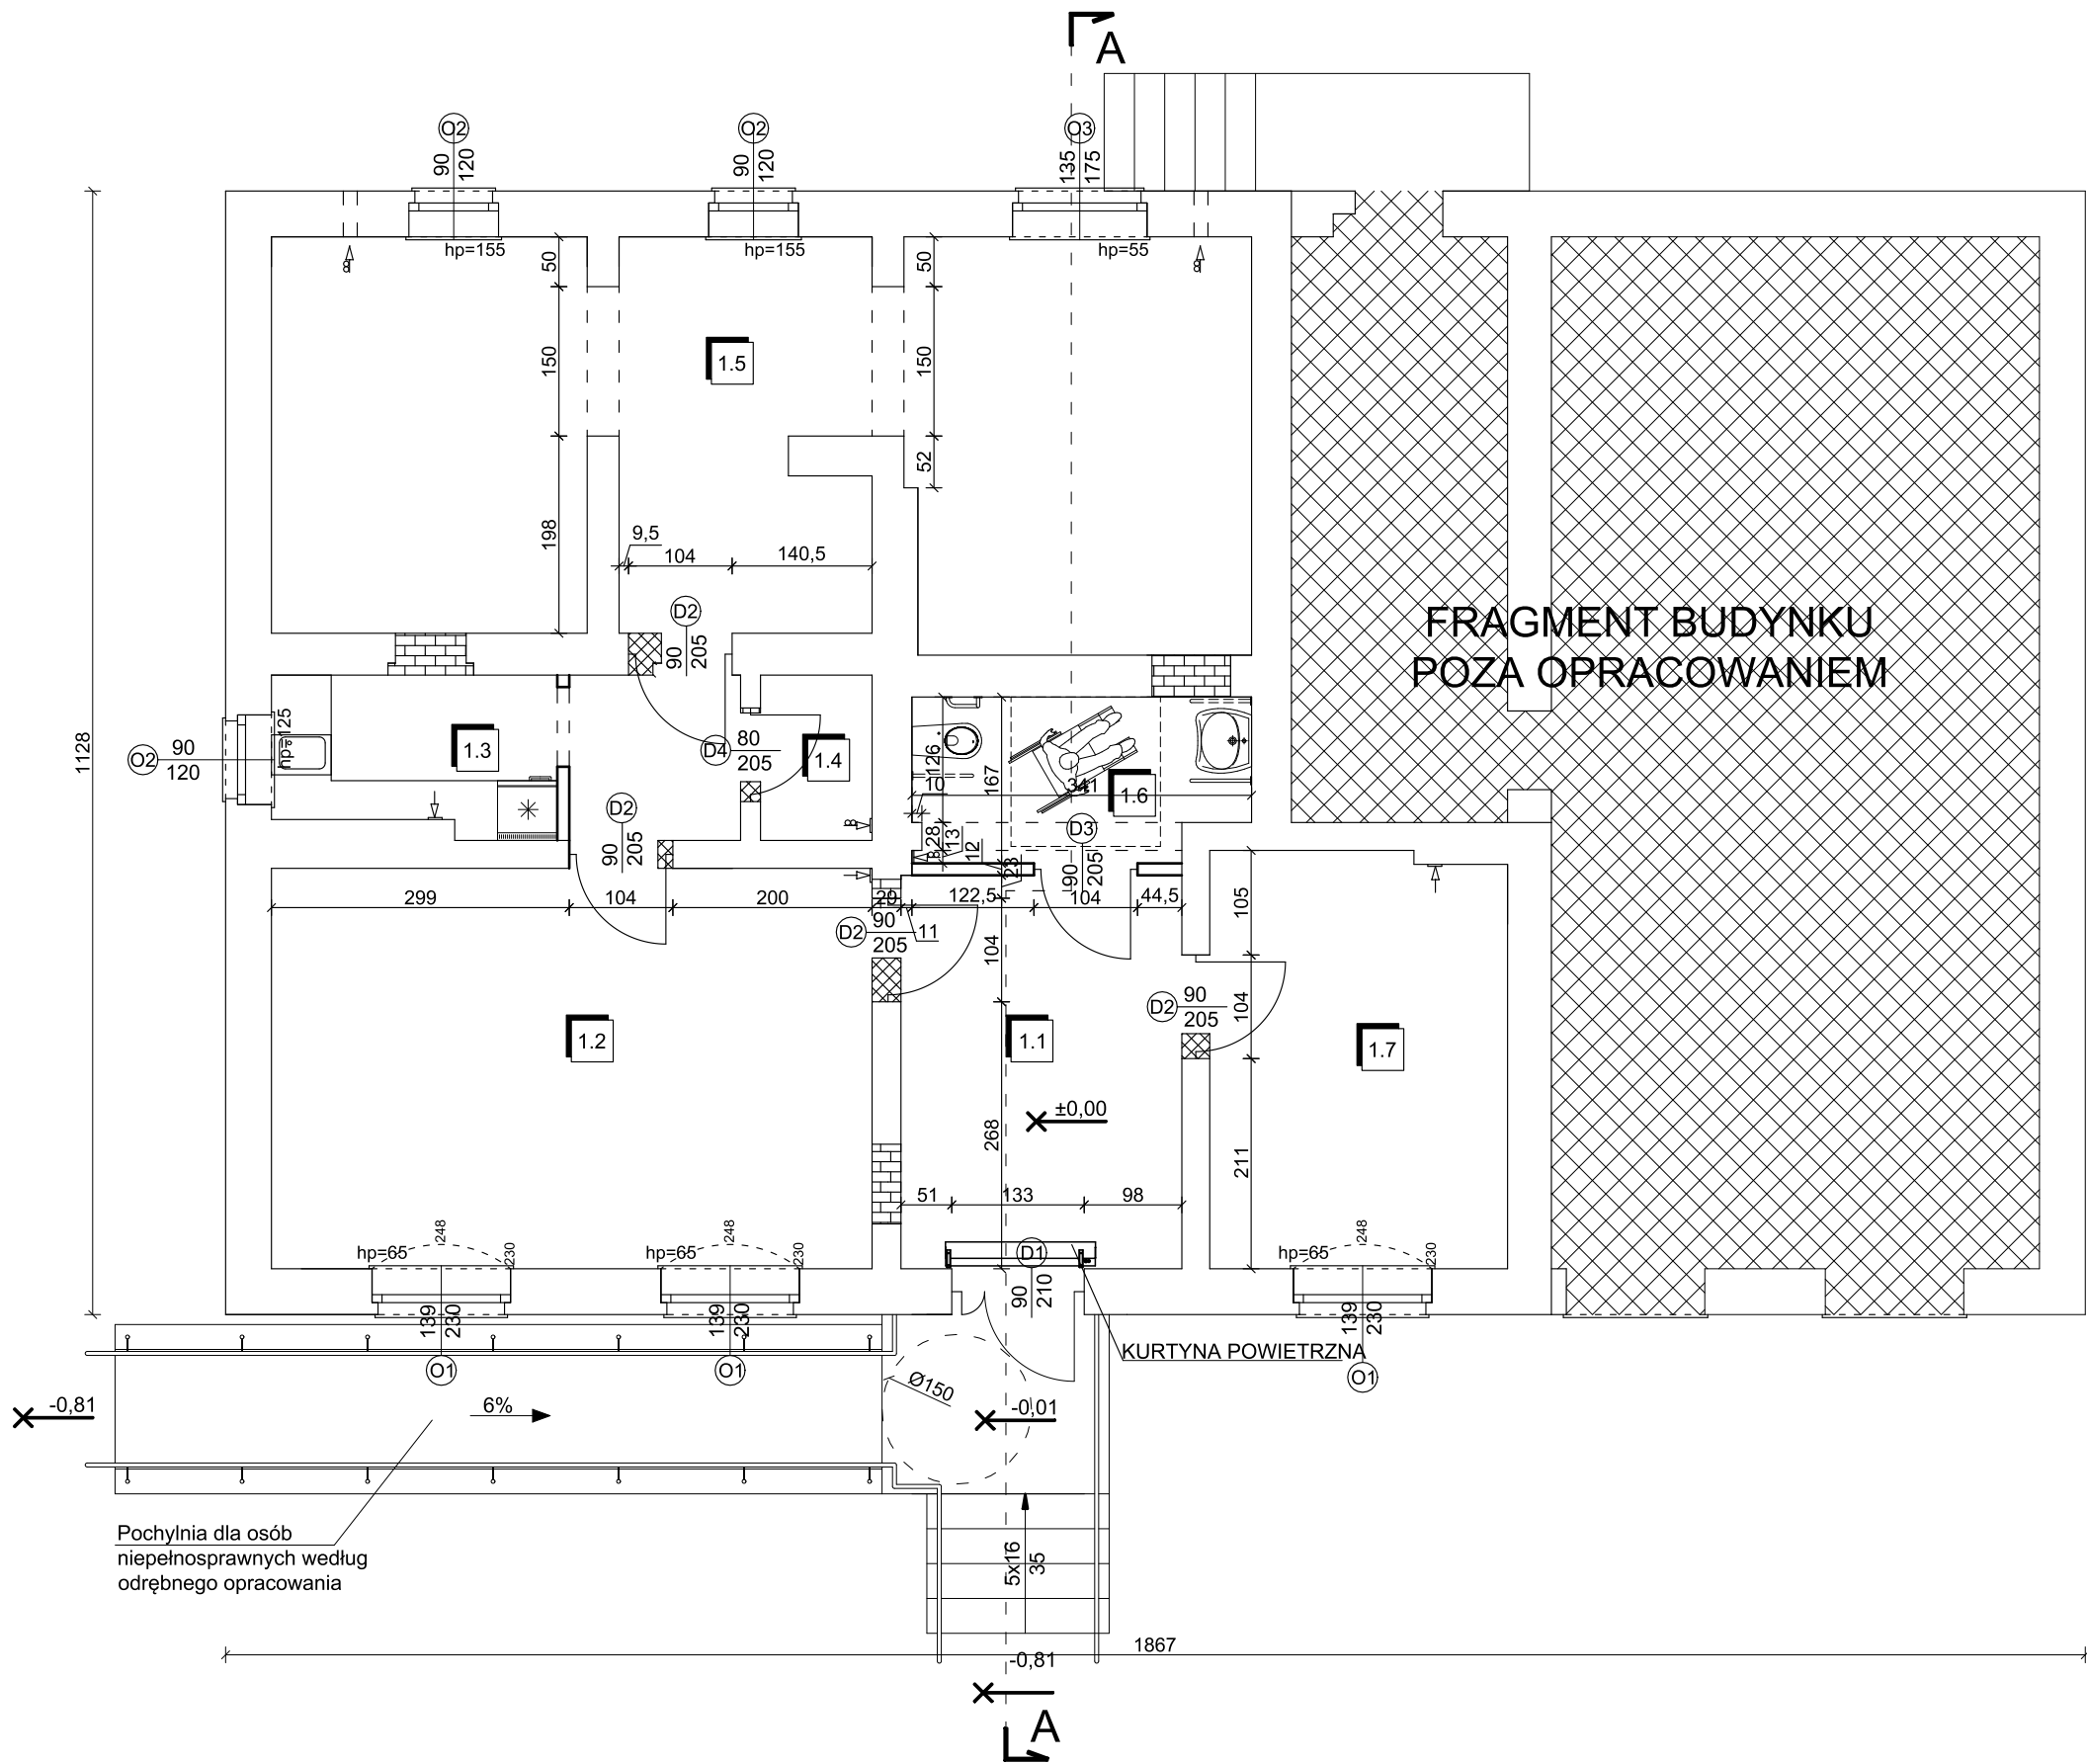 A
O2
90
120
O2
90
120
O3
135
175
hp=155
hp=155
hp=55
50
50
150
150
1.5
52
198
9,5
104
140,5
D2
90
205
FRAGMENT BUDYNKU
POZA OPRACOWANIEM
1128
O2
90
120
hp=125
1.3
D4
80
205
1.4
126
10
167
341
1.6
D2
90
205
28
13
12
23
D3
90
205
299
104
200
20
122,5
104
44,5
D2
90
205
11
104
105
D2
90
205
104
1.2
1.1
1.7
±0,00
268
211
51
133
98
hp=65
248
230
hp=65
248
230
hp=65
248
230
D1
90
210
139
230
139
230
139
230
KURTYNA POWIETRZNA
O1
O1
O1
Ø150
-0,81
6%
-0,01
Pochylnia dla osób
niepełnosprawnych według
odrębnego opracowania
5x16
35
1867
-0,81
A